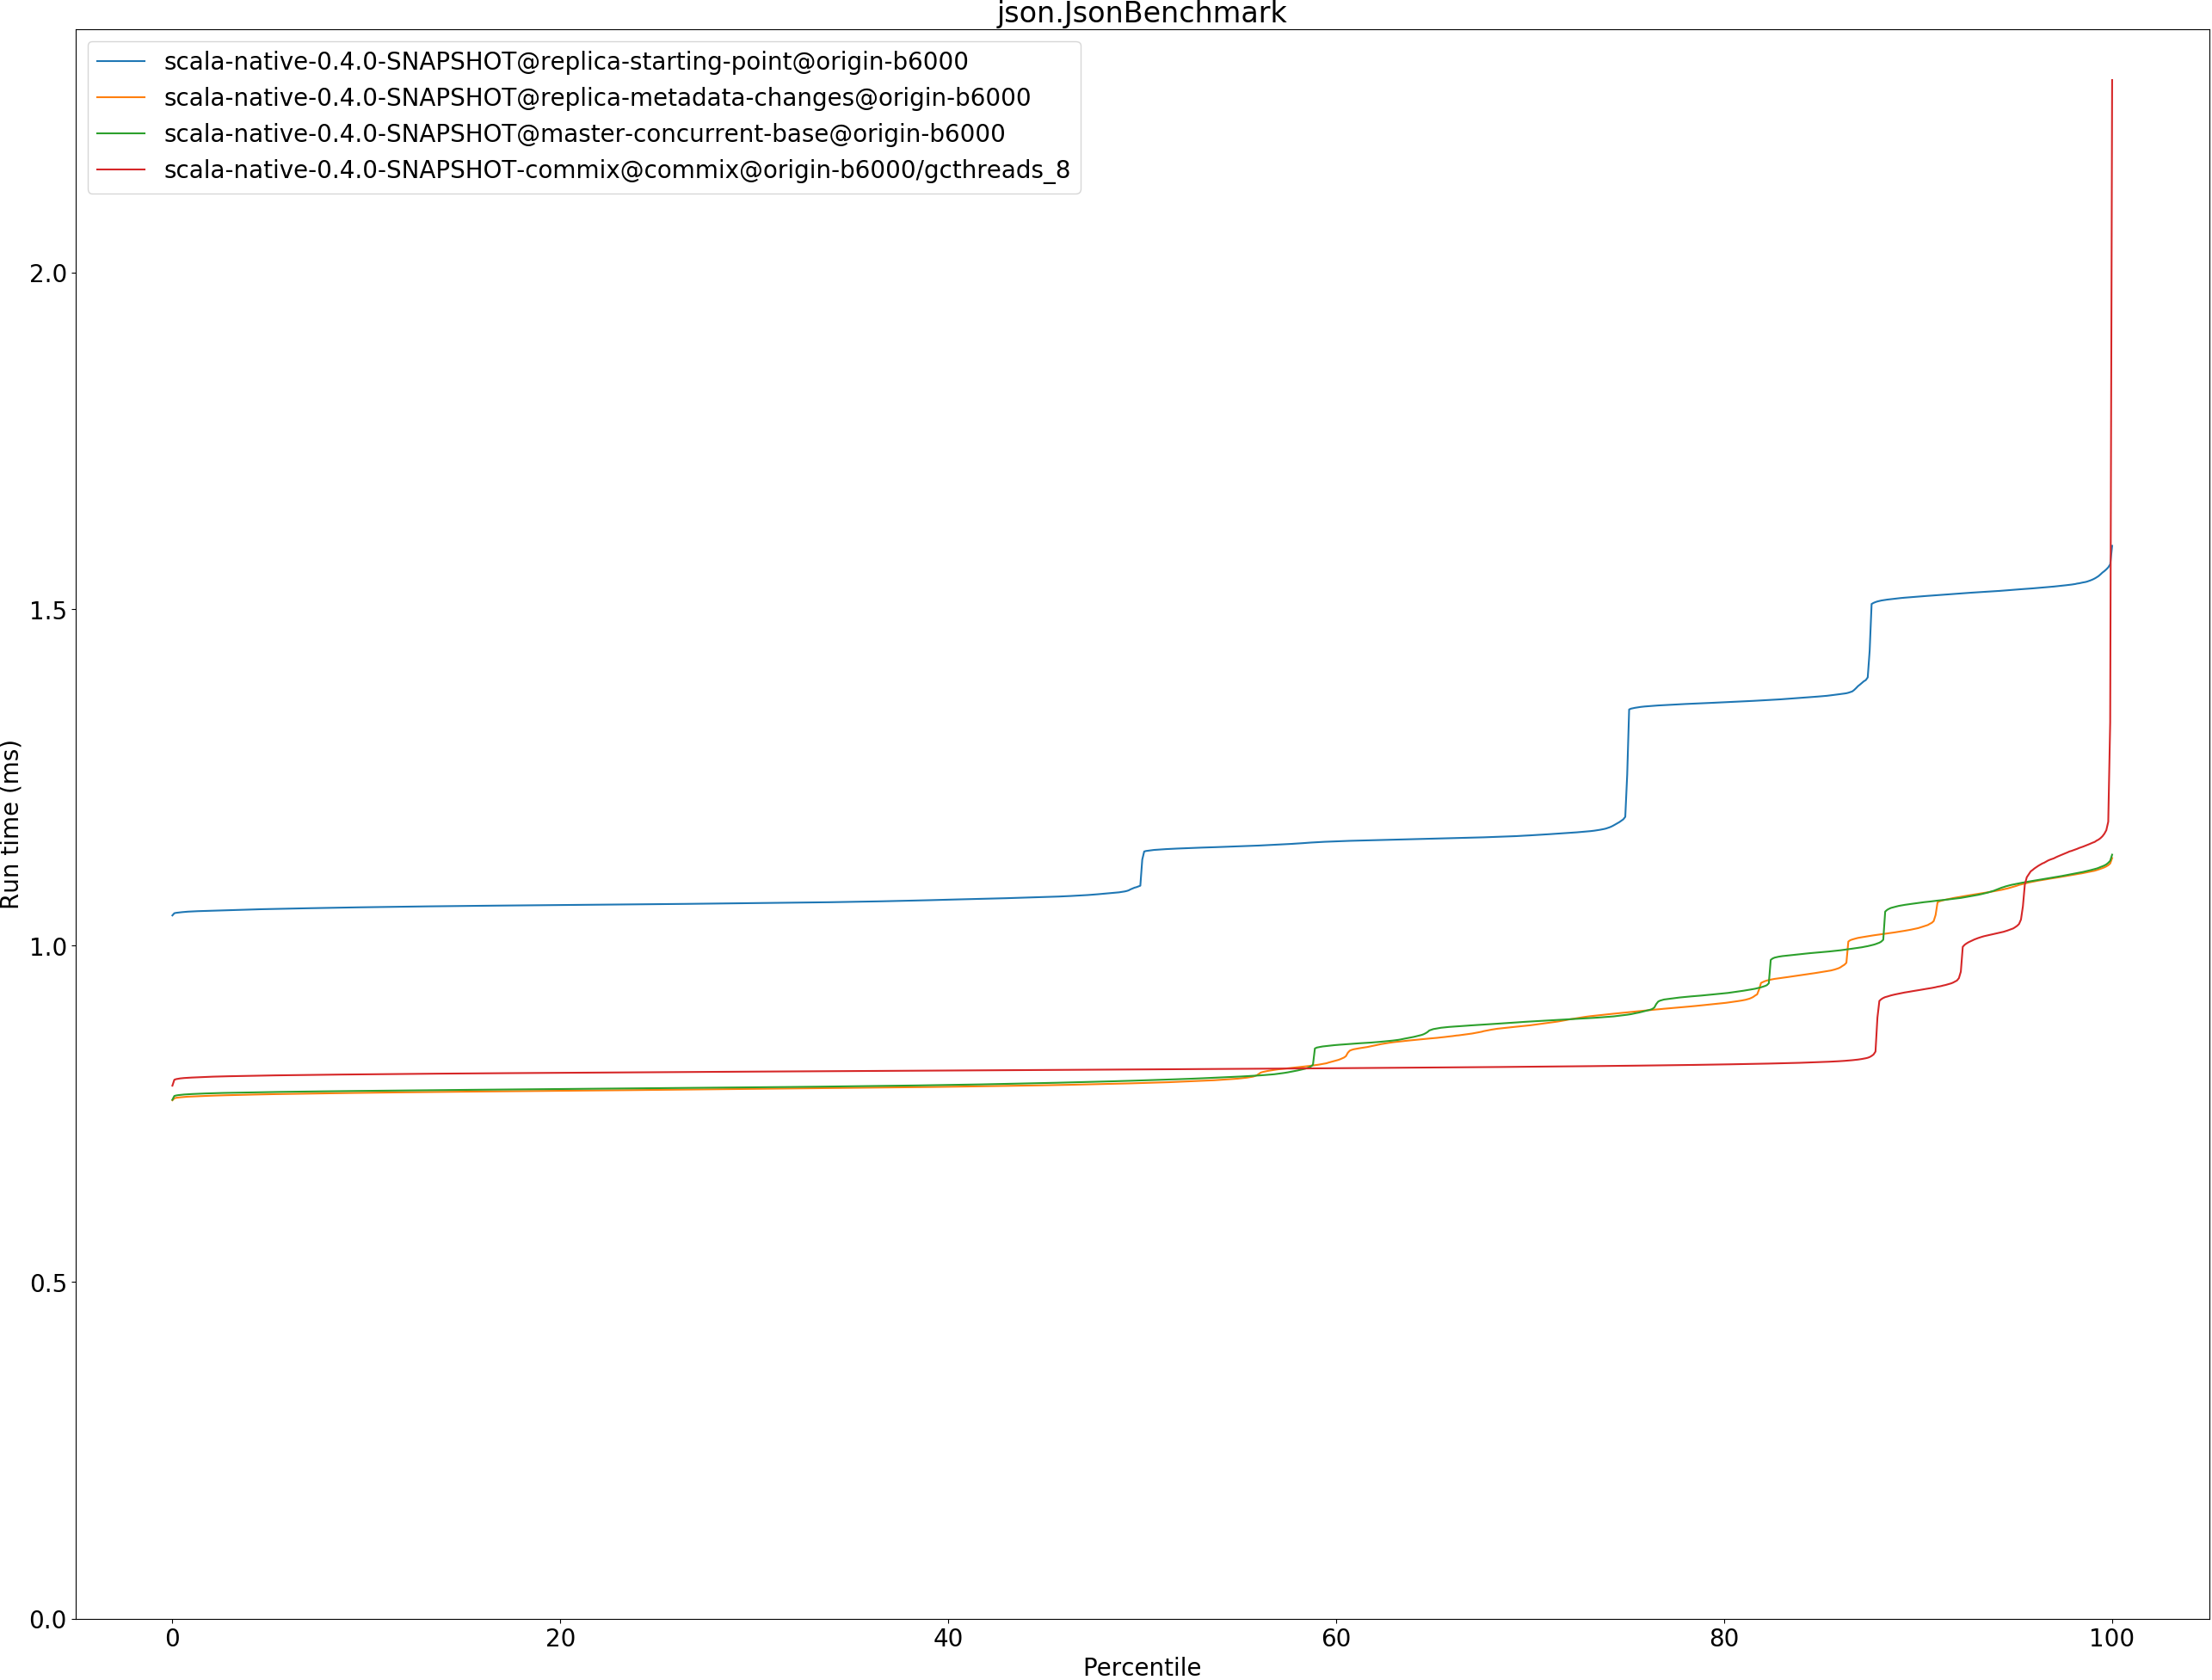 json.JsonBenchmark
scala-native-0.4.0-SNAPSHOT@replica-starting-point@origin-b6000
scala-native-0.4.0-SNAPSHOT@replica-metadata-changes@origin-b6000
scala-native-0.4.0-SNAPSHOT@master-concurrent-base@origin-b6000
scala-native-0.4.0-SNAPSHOT-commix@commix@origin-b6000/gcthreads_8
2.0
1.5
1.0
0.5
0.0
Run time (ms)
0 20 40 60 80 100
Percentile